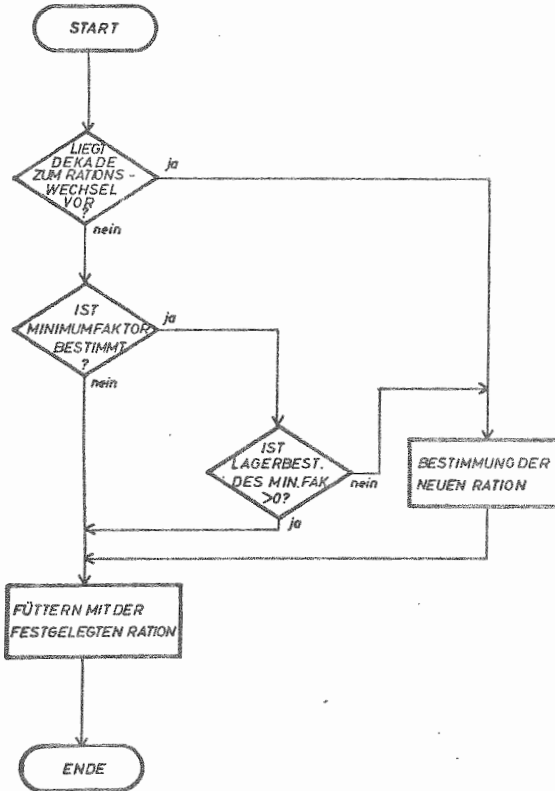 START
LIEGT
DEKADE
ZUM RATIONS-
WECHSEL
VOR
?
ja
nein
IST
MINIMUMFAKTOR
BESTIMMT
?
ja
nein
IST
LAGERBEST.
DES MIN.FAK
>0?
nein
ja
BESTIMMUNG DER
NEUEN RATION
FÜTTERN MIT DER
FESTGELEGTEN RATION
ENDE